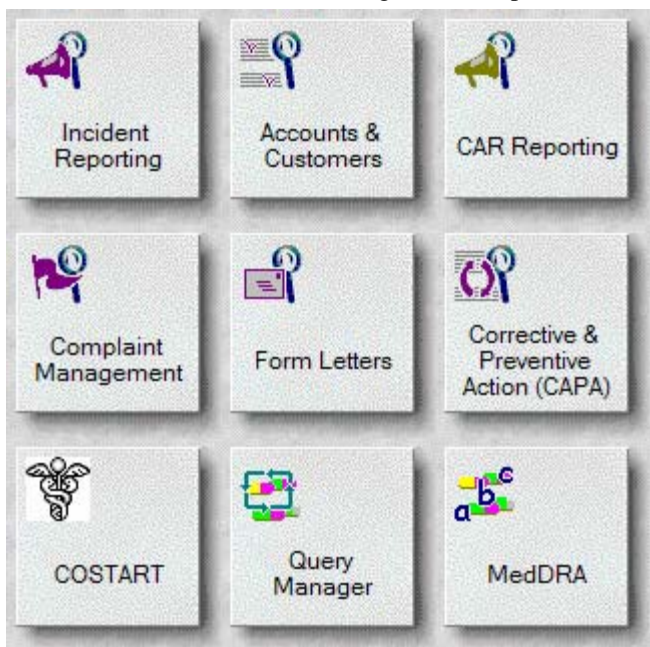 Incident
Reporting
Accounts &
Customers
CAR Reporting
Complaint
Management
Form Letters
Corrective &
Preventive
Action (CAPA)
COSTART
Query
Manager
a b c
MedDRA